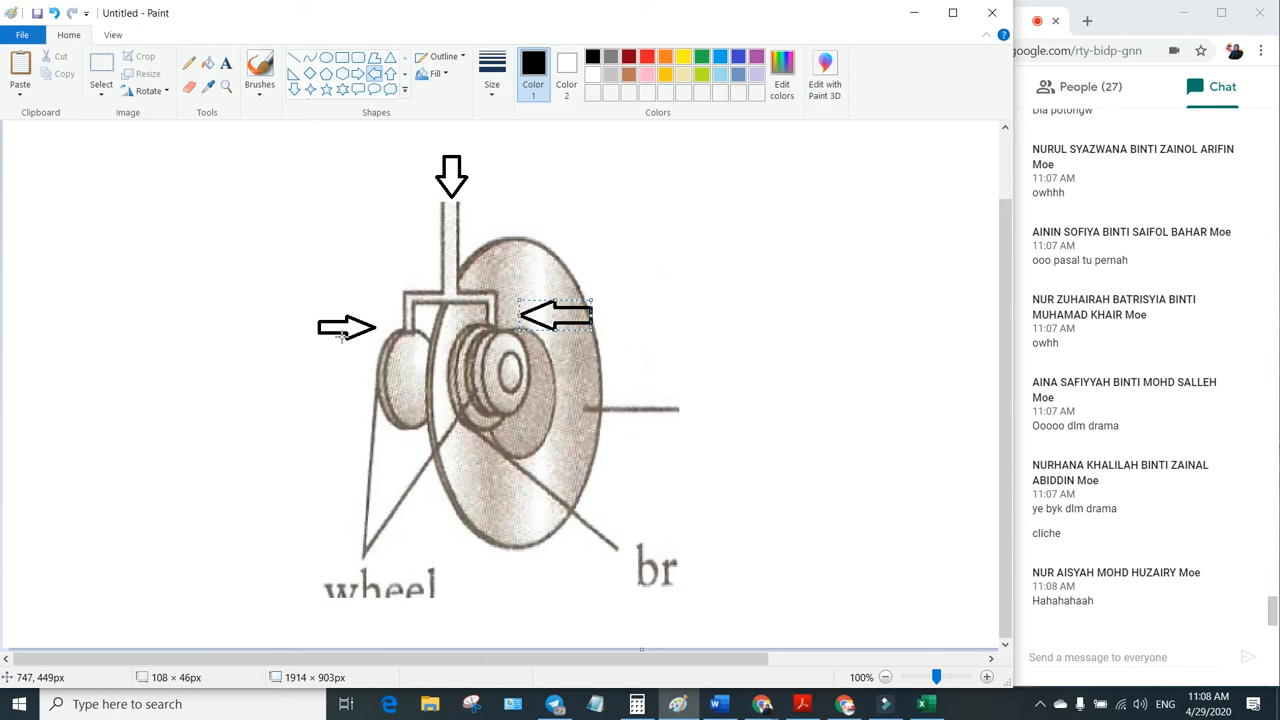 Untitled - Paint
File
Home
View
Paste
Cut
Copy
Clipboard
Select
Crop
Resize
Rotate
Image
Tools
Brushes
Shapes
Outline
Fill
Size
Color 1
Color 2
Colors
Edit colors
Edit with Paint 3D
wheel
br
747, 449px
108 × 46px
1914 × 903px
100%
google.com/rty-bidp-gnn
People (27)
Chat
Dia potongw
NURUL SYAZWANA BINTI ZAINOL ARIFIN
Moe
11:07 AM
owhhh
AININ SOFIYA BINTI SAIFOL BAHAR Moe
11:07 AM
ooo pasal tu pernah
NUR ZUHAIRAH BATRISYIA BINTI
MUHAMAD KHAIR Moe
11:07 AM
owhh
AINA SAFIYYAH BINTI MOHD SALLEH
Moe
11:07 AM
Ooooo dlm drama
NURHANA KHALILAH BINTI ZAINAL
ABIDDIN Moe
11:07 AM
ye byk dlm drama
cliche
NUR AISYAH MOHD HUZAIRY Moe
11:08 AM
Hahahahaah
Send a message to everyone
Type here to search
ENG
11:08 AM
4/29/2020